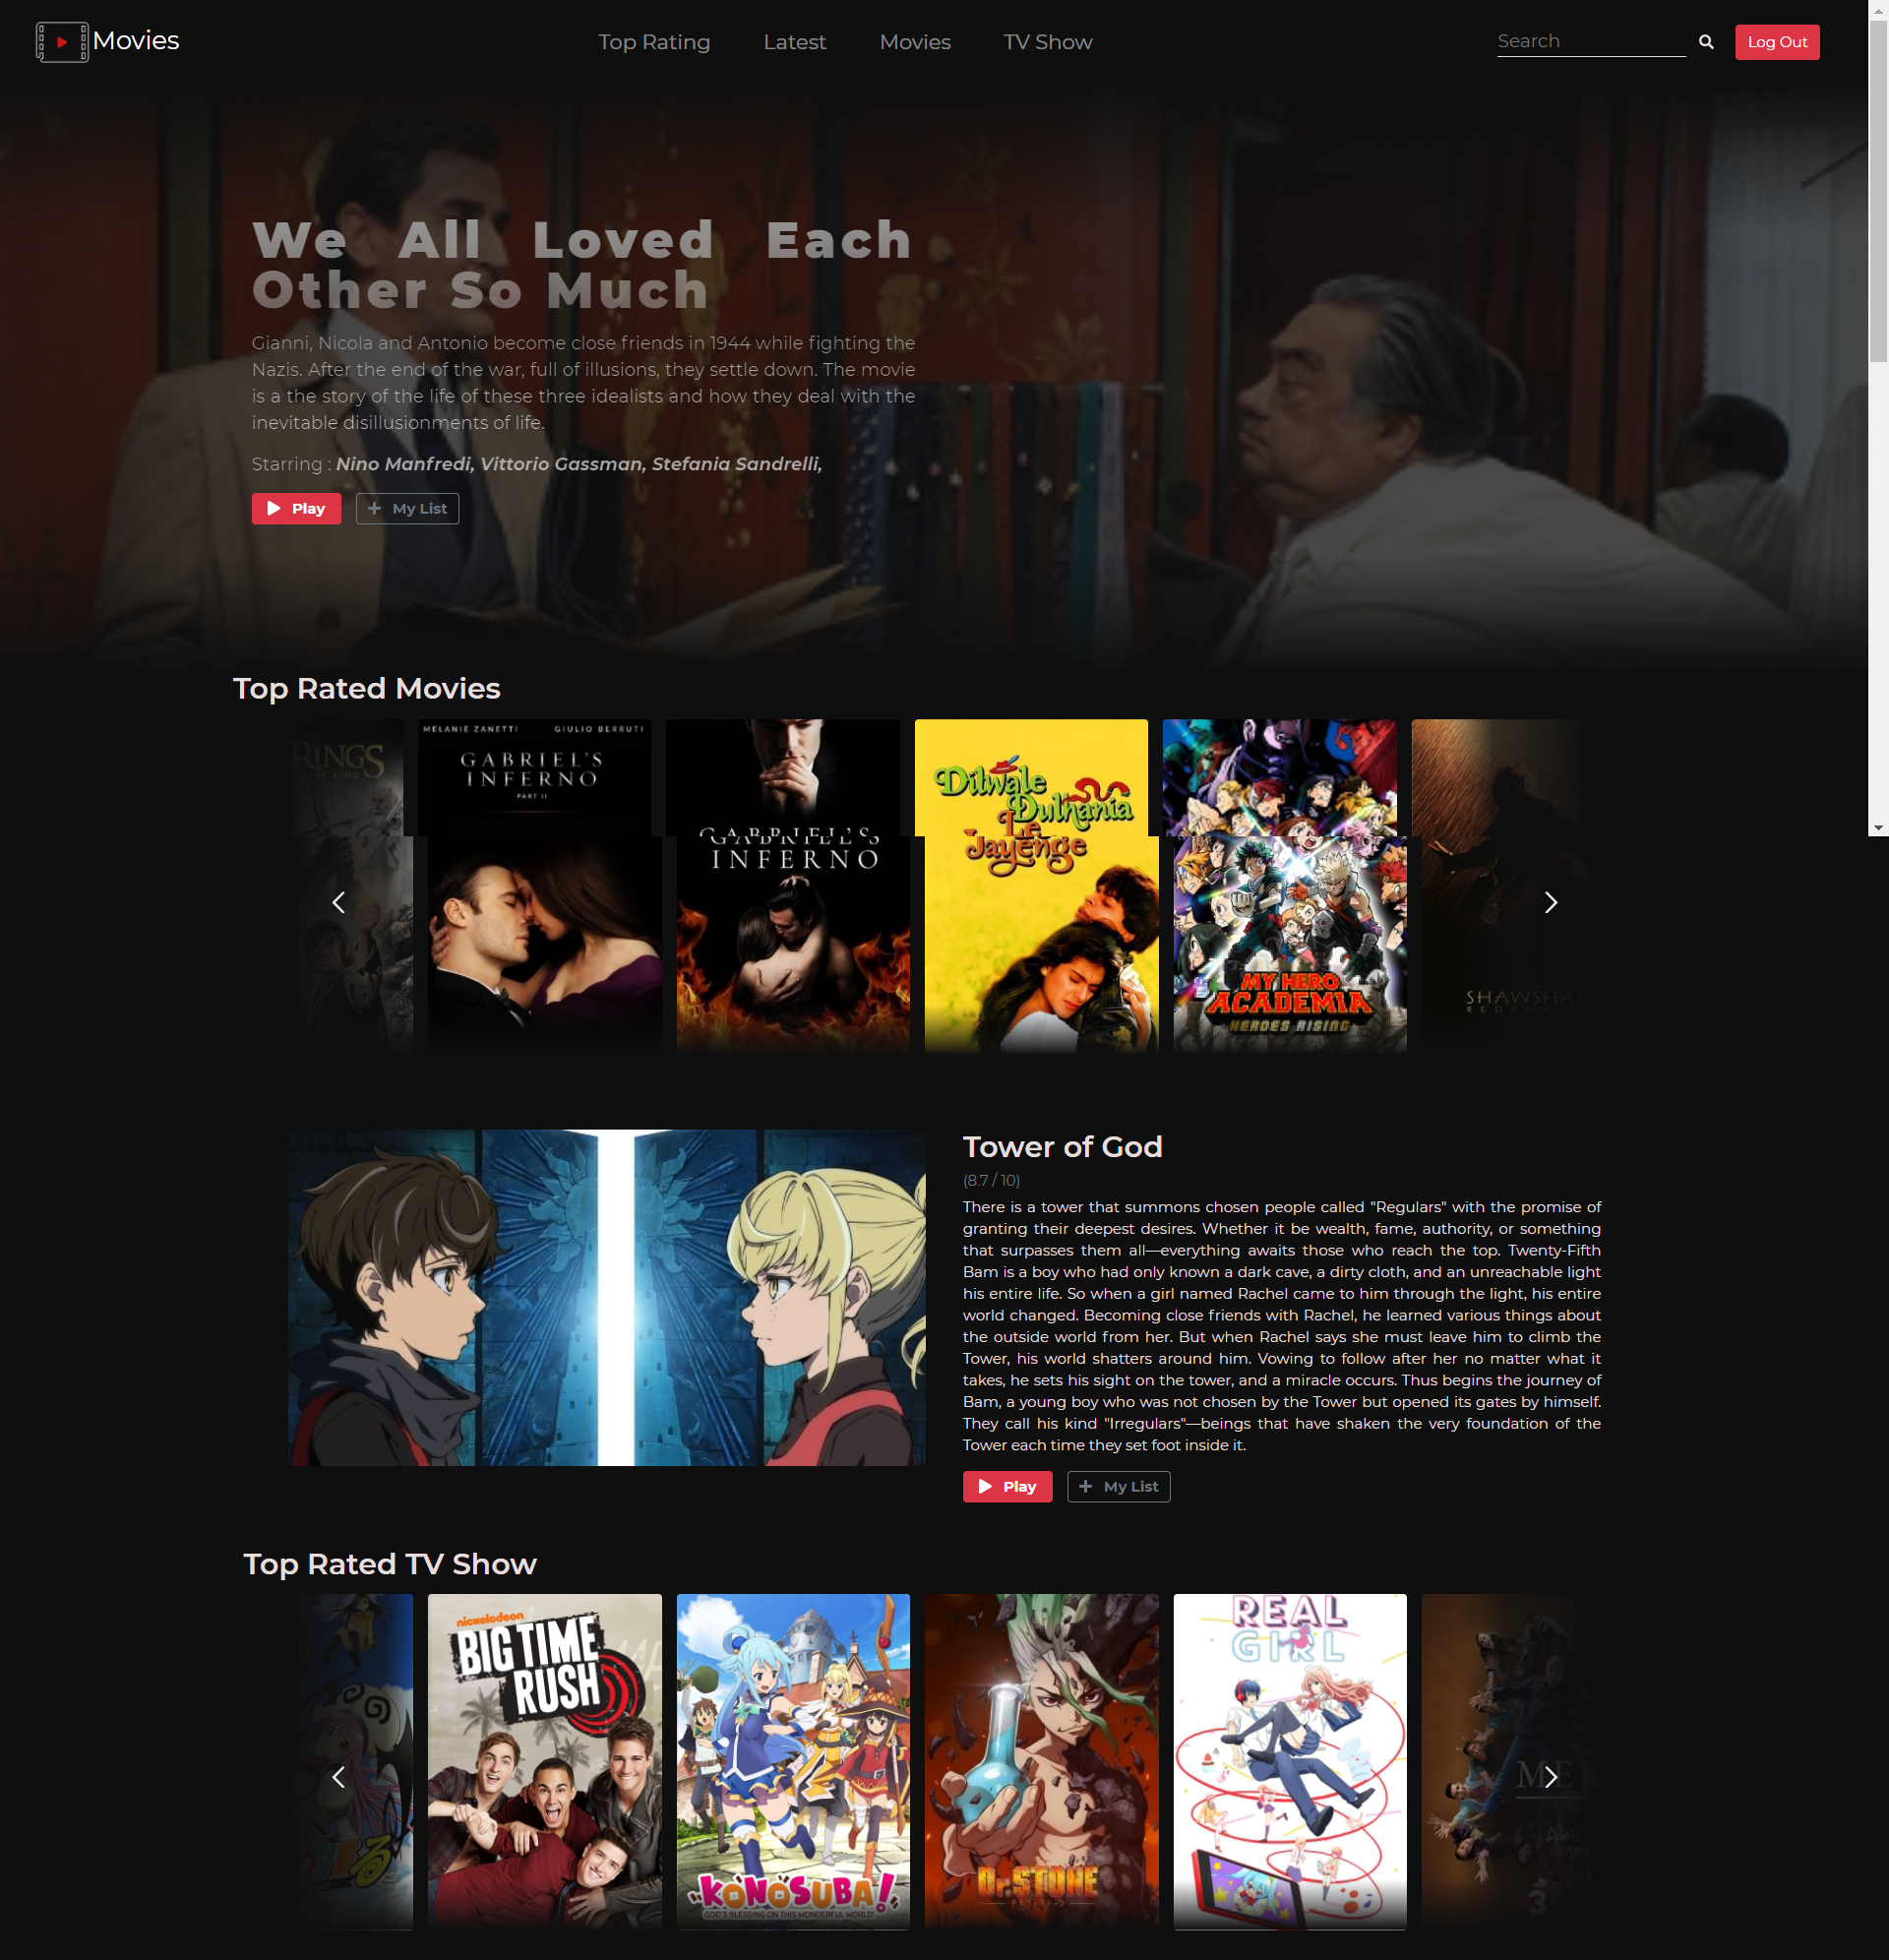 Movies
Top Rating
Latest
Movies
TV Show
Search
Log Out
We All Loved Each
Other So Much
Gianni, Nicola and Antonio become close friends in 1944 while fighting the
Nazis. After the end of the war, full of illusions, they settle down. The movie
is a the story of the life of these three idealists and how they deal with the
inevitable disillusionments of life.
Starring : Nino Manfredi, Vittorio Gassman, Stefania Sandrelli,
Play
My List
Top Rated Movies
RINGS
THE KING
MELANIE ZANETTI GIULIO BERRUTI
GABRIEL'S
INFERNO
PART II
GABRIEL'S
INFERNO
Dilwale
Dulhania
Le
Jayenge
MY HERO
ACADEMIA
HEROES RISING
SHAWSHA
Tower of God
(8.7 / 10)
There is a tower that summons chosen people called "Regulars" with the promise of
granting their deepest desires. Whether it be wealth, fame, authority, or something
that surpasses them all—everything awaits those who reach the top. Twenty-Fifth
Bam is a boy who had only known a dark cave, a dirty cloth, and an unreachable light
his entire life. So when a girl named Rachel came to him through the light, his entire
world changed. Becoming close friends with Rachel, he learned various things about
the outside world from her. But when Rachel says she must leave him to climb the
Tower, his world shatters around him. Vowing to follow after her no matter what it
takes, he sets his sight on the tower, and a miracle occurs. Thus begins the journey of
Bam, a young boy who was not chosen by the Tower but opened its gates by himself.
They call his kind "Irregulars"—beings that have shaken the very foundation of the
Tower each time they set foot inside it.
Play
My List
Top Rated TV Show
nickelodeon
BIG TIME
RUSH
KONOSUBA!
GOD'S BLESSING ON THIS WONDERFUL WORLD!
Dr.STONE
REAL
GIRL
3